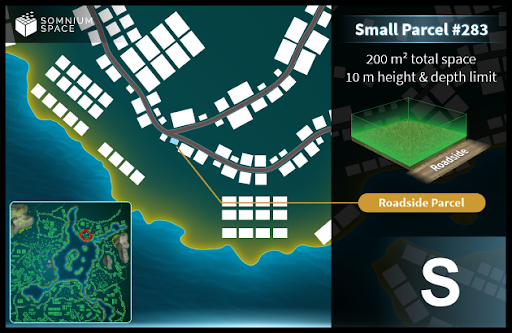 SOMNIUM
SPACE
Small Parcel #283
200 m² total space
10 m height & depth limit
Roadside
Roadside Parcel
S